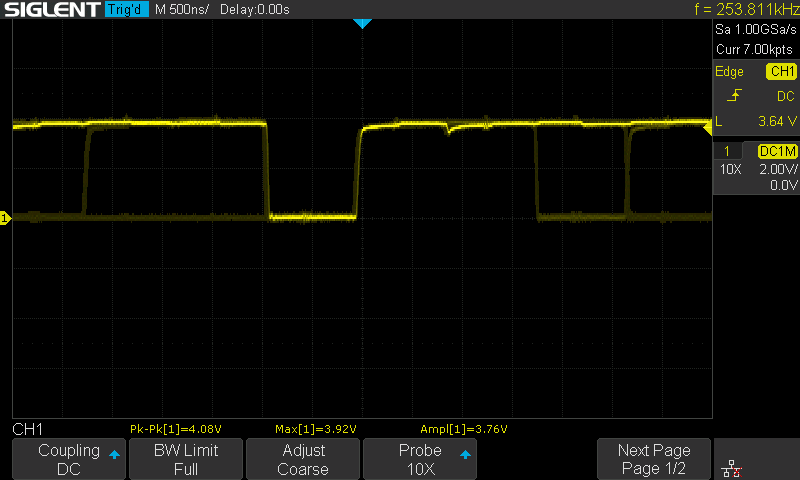 SIGLENT Trig'd M 500ns/ Delay:0.00s f = 253.811kHz
Sa 1.00GSa/s
Curr 7.00kpts
Edge CH1
DC
L 3.64 V
1 DC1M
10X 2.00V/
0.0V
1
CH1 Pk-Pk[1]=4.08V Max[1]=3.92V Ampl[1]=3.76V
Coupling BW Limit Adjust Probe Next Page
DC Full Coarse 10X Page 1/2